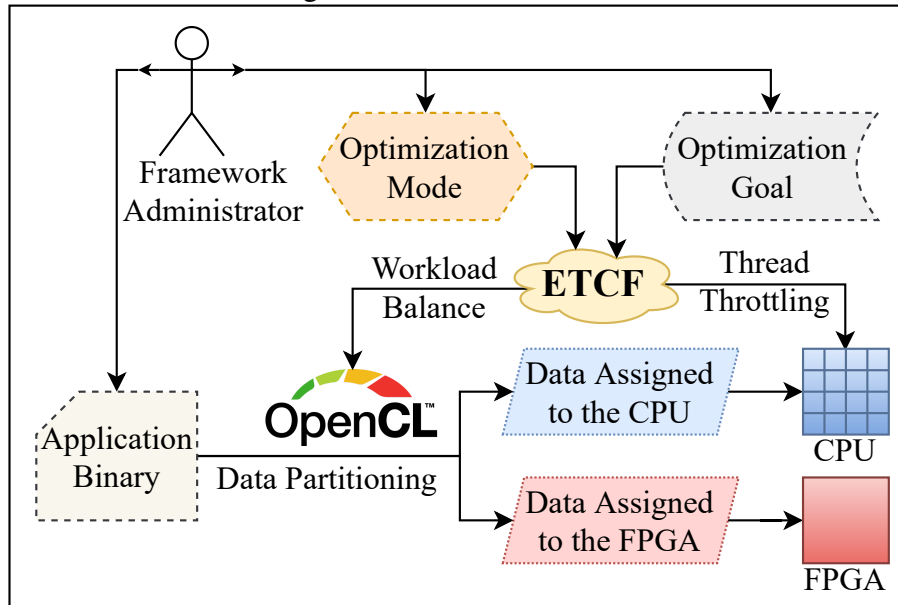 Framework
Administrator
Optimization
Mode
Optimization
Goal
ETCF
Workload
Balance
Thread
Throttling
OpenCL™
Application
Binary
Data Partitioning
Data Assigned
to the CPU
CPU
Data Assigned
to the FPGA
FPGA